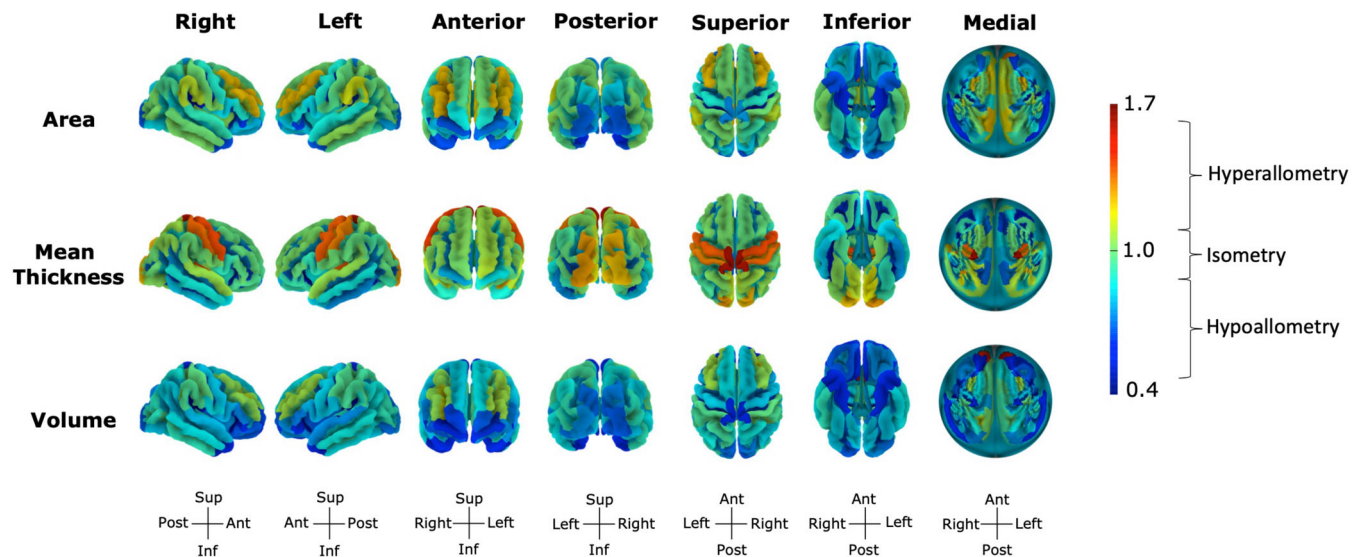 Right Left Anterior Posterior Superior Inferior Medial
Area
Mean
Thickness
Volume
1.7
1.0
0.4
Hyperallometry
Isometry
Hypoallometry
Sup Sup Sup Sup Ant Ant Ant
Post Ant Ant Post Right Left Left Right Left Right Right Left Right Left
Inf Inf Inf Inf Post Post Post